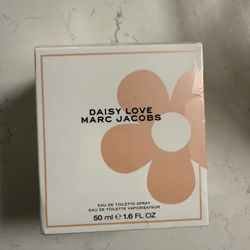 DAISY LOVE
MARC JACOBS
EAU DE TOILETTE SPRAY
EAU DE TOILETTE VAPORISATEUR
50 ml ℮ 1.6 FL OZ